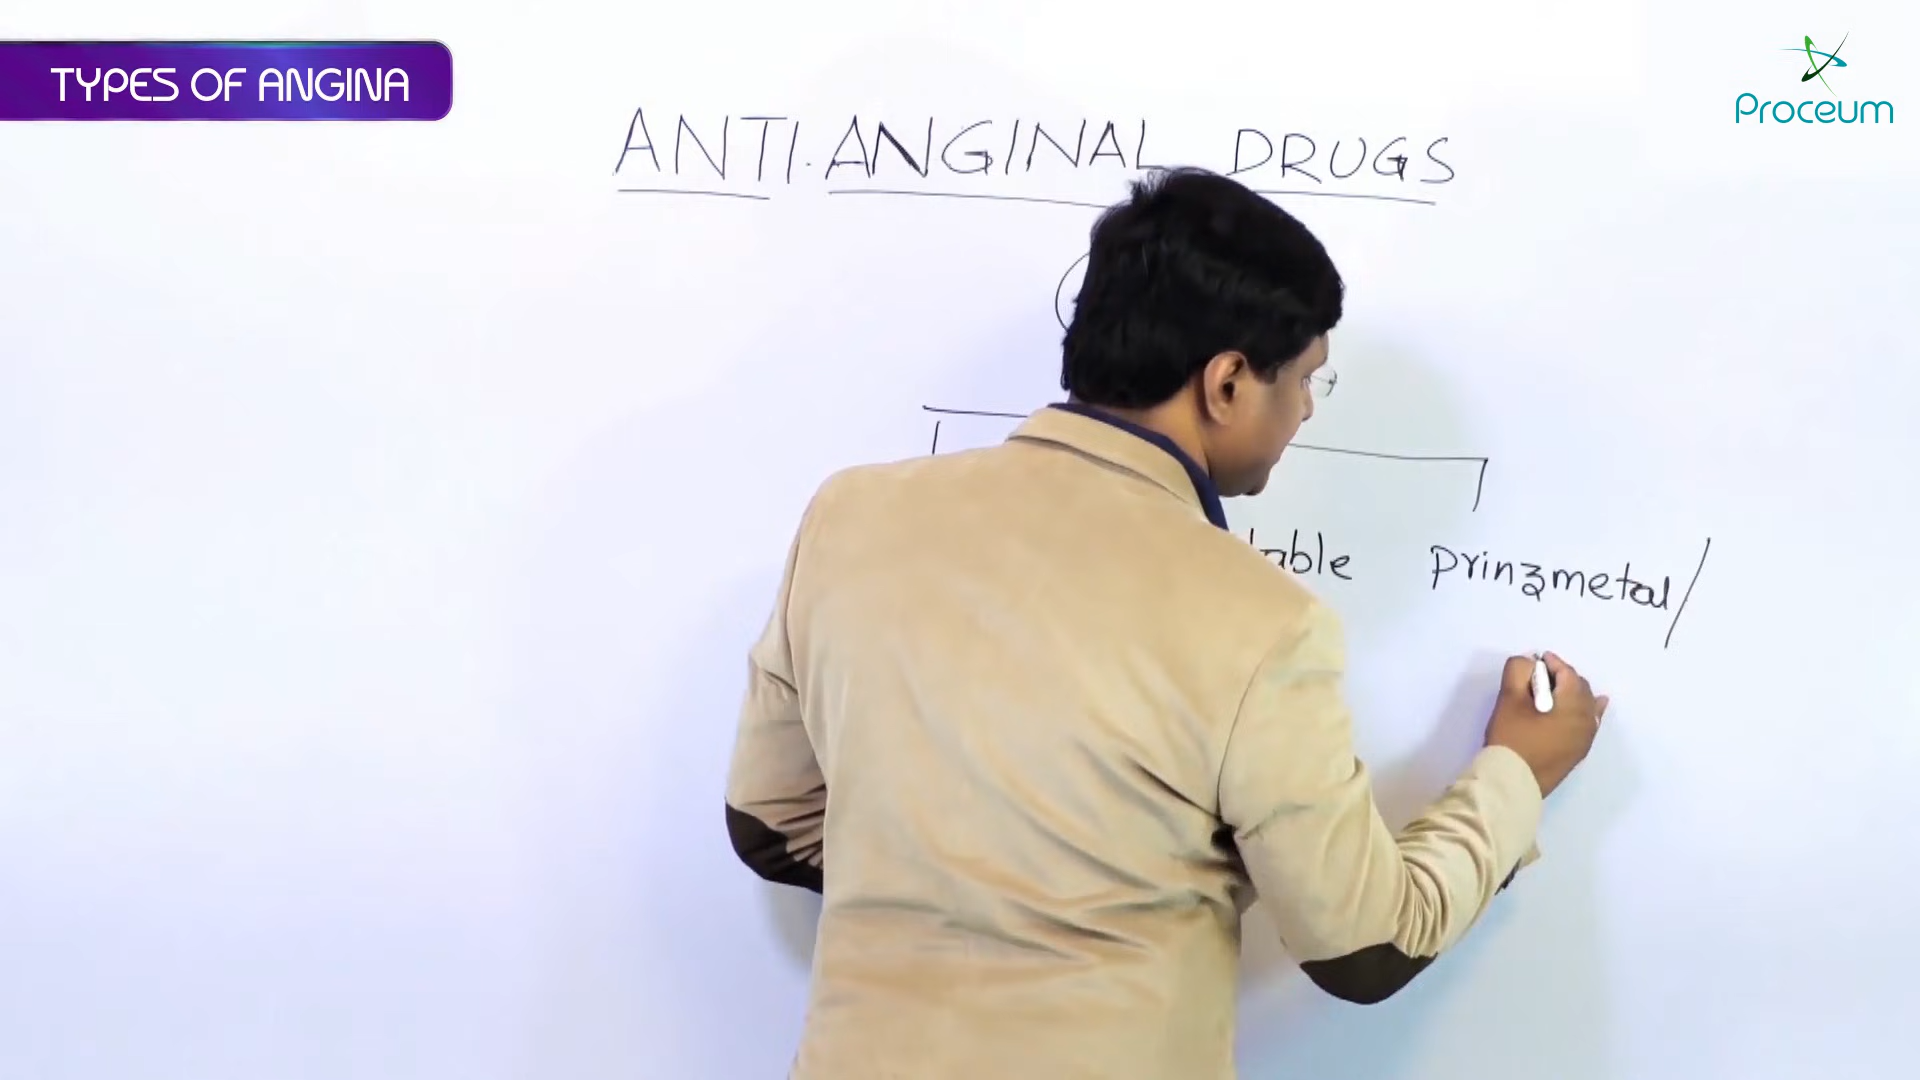 TYPES OF ANGINA
Proceum
ANTI-ANGINAL DRUGS
prinzmetal/